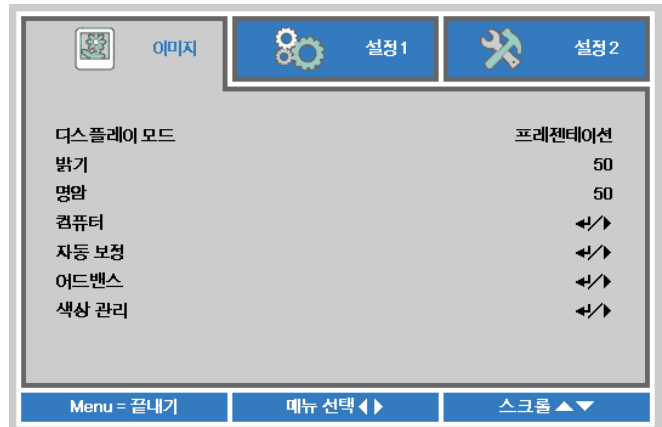 이미지 설정1 설정2
디스플레이 모드 프레젠테이션
밝기 50
명암 50
컴퓨터 ↵/▶
자동 보정 ↵/▶
어드밴스 ↵/▶
색상 관리 ↵/▶
Menu = 끝내기 메뉴 선택 ◀▶ 스크롤 ▲▼